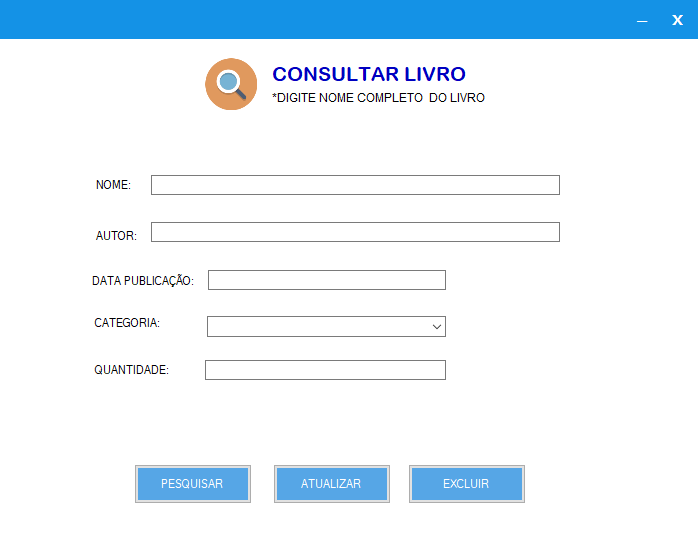 – X
CONSULTAR LIVRO
*DIGITE NOME COMPLETO DO LIVRO
NOME:
AUTOR:
DATA PUBLICAÇÃO:
CATEGORIA:
QUANTIDADE:
PESQUISAR ATUALIZAR EXCLUIR